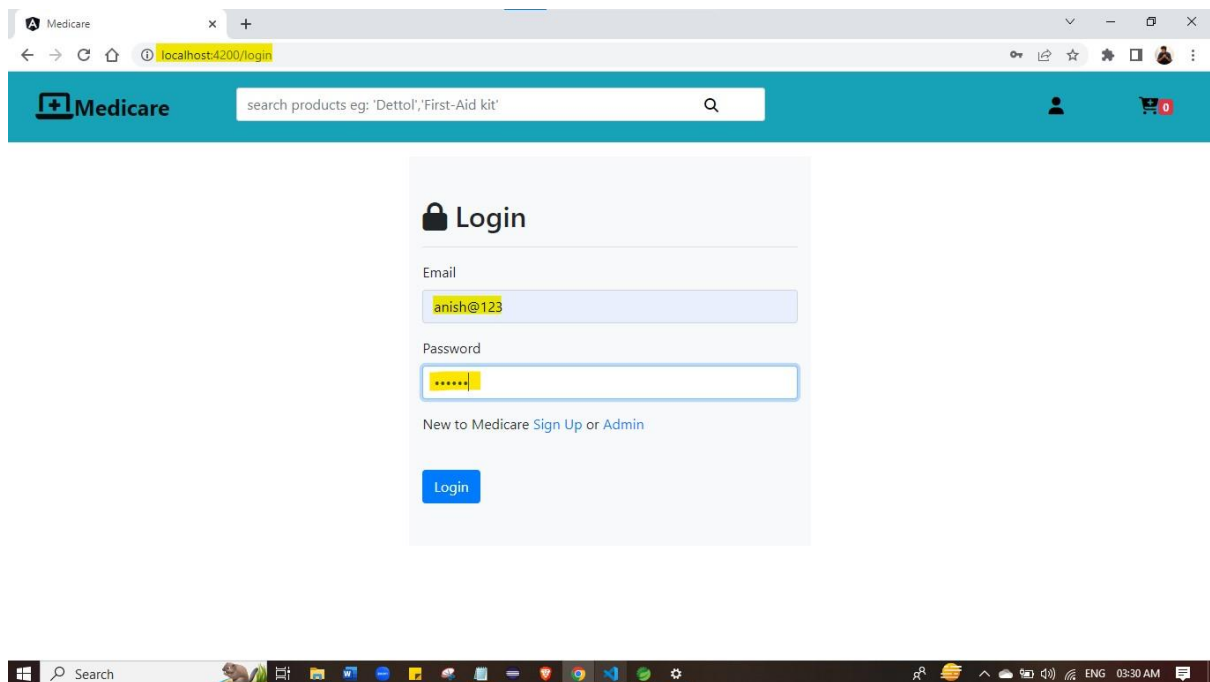 Medicare
localhost:4200/login
Medicare search products eg: 'Dettol','First-Aid kit' 0
Login
Email
anish@123
Password
••••••
New to Medicare Sign Up or Admin
Login
Search ENG 03:30 AM